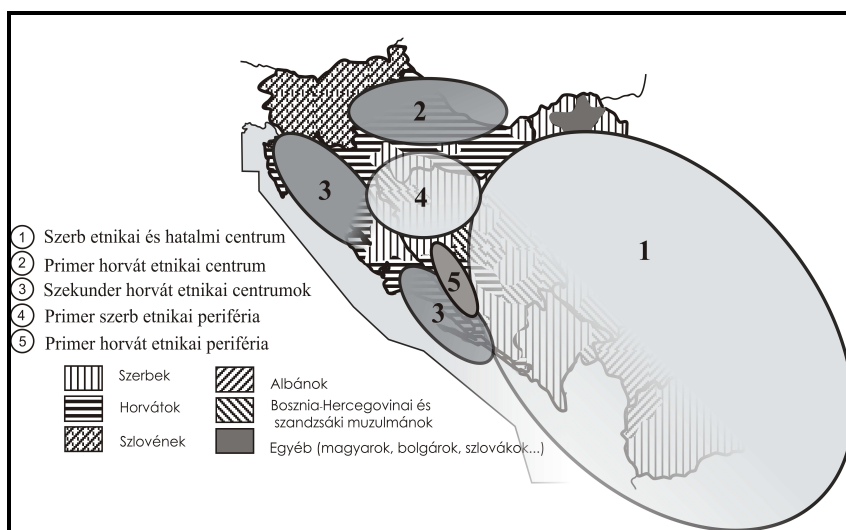 2
3
4
1
5
3
1 Szerb etnikai és hatalmi centrum
2 Primer horvát etnikai centrum
3 Szekunder horvát etnikai centrumok
4 Primer szerb etnikai periféria
5 Primer horvát etnikai periféria
Szerbek
Horvátok
Szlovének
Albánok
Bosznia-Hercegovinai és
szandzsáki muzulmánok
Egyéb (magyarok, bolgárok, szlovákok...)